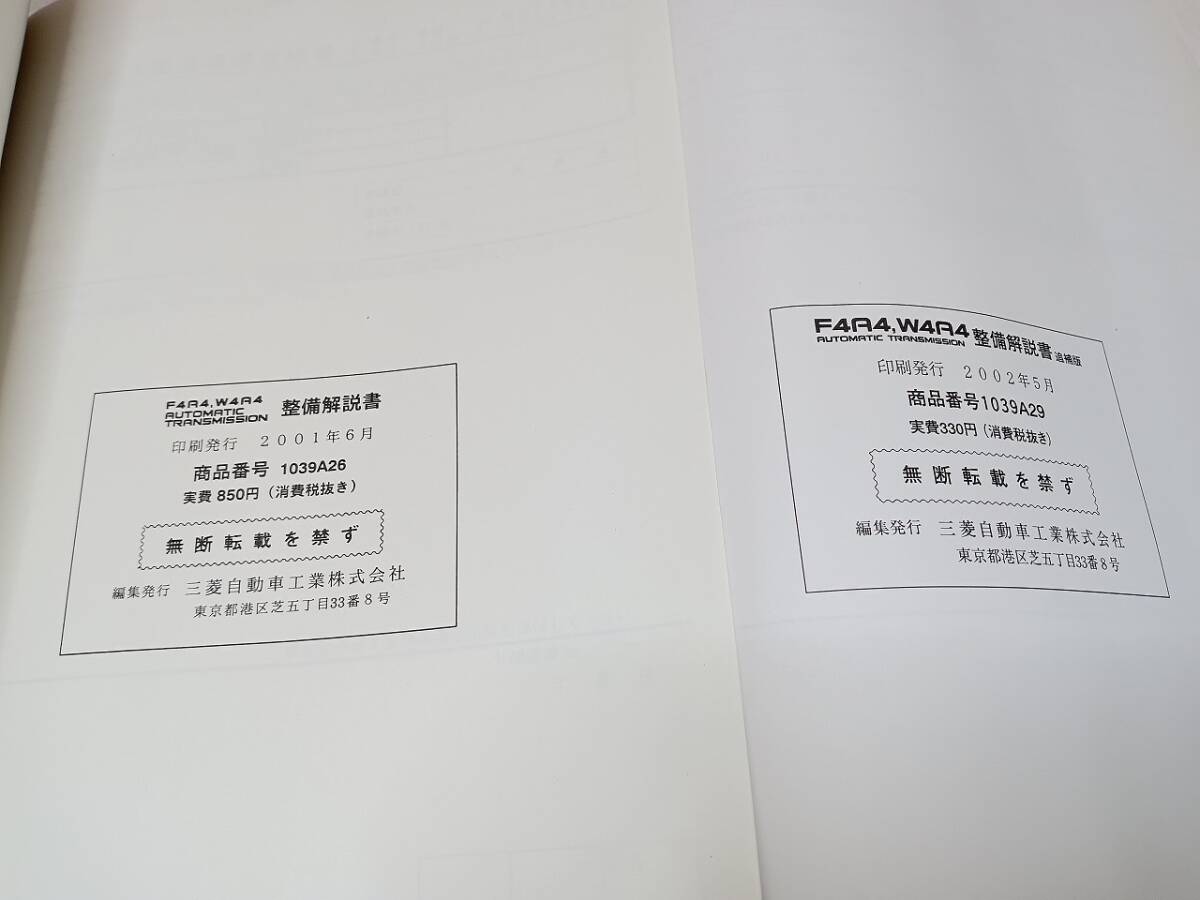 F4A4, W4A4
AUTOMATIC
TRANSMISSION 整備解説書
印刷発行 2001年6月
商品番号 1039A26
実費850円(消費税抜き)
無断転載を禁ず
編集発行 三菱自動車工業株式会社
東京都港区芝五丁目33番8号
F4A4, W4A4 整備解説書 追補版
AUTOMATIC TRANSMISSION
印刷発行 2002年5月
商品番号1039A29
実費330円(消費税抜き)
無断転載を禁ず
編集発行 三菱自動車工業株式会社
東京都港区芝五丁目33番8号